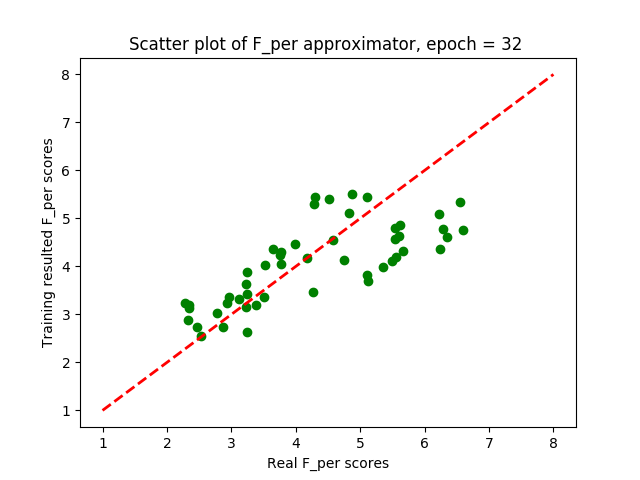 Scatter plot of F_per approximator, epoch = 32
Training resulted F_per scores
8
7
6
5
4
3
2
1
1 2 3 4 5 6 7 8
Real F_per scores